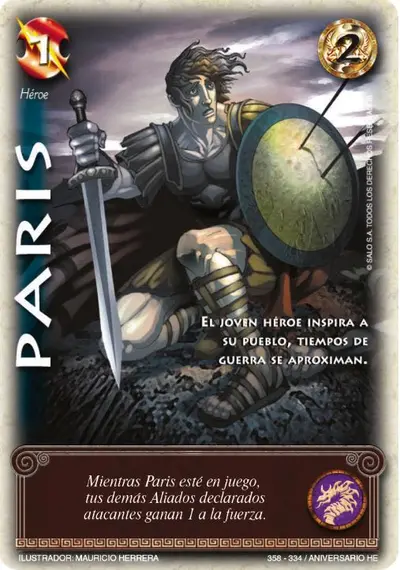 1
2
Héroe
PARIS
© SALO S.A. TODOS LOS DERECHOS RESERVA
EL JOVEN HÉROE INSPIRA A
SU PUEBLO, TIEMPOS DE
GUERRA SE APROXIMAN.
Mientras Paris esté en juego,
tus demás Aliados declarados
atacantes ganan 1 a la fuerza.
ILUSTRADOR: MAURICIO HERRERA
358 - 334 / ANIVERSARIO HE